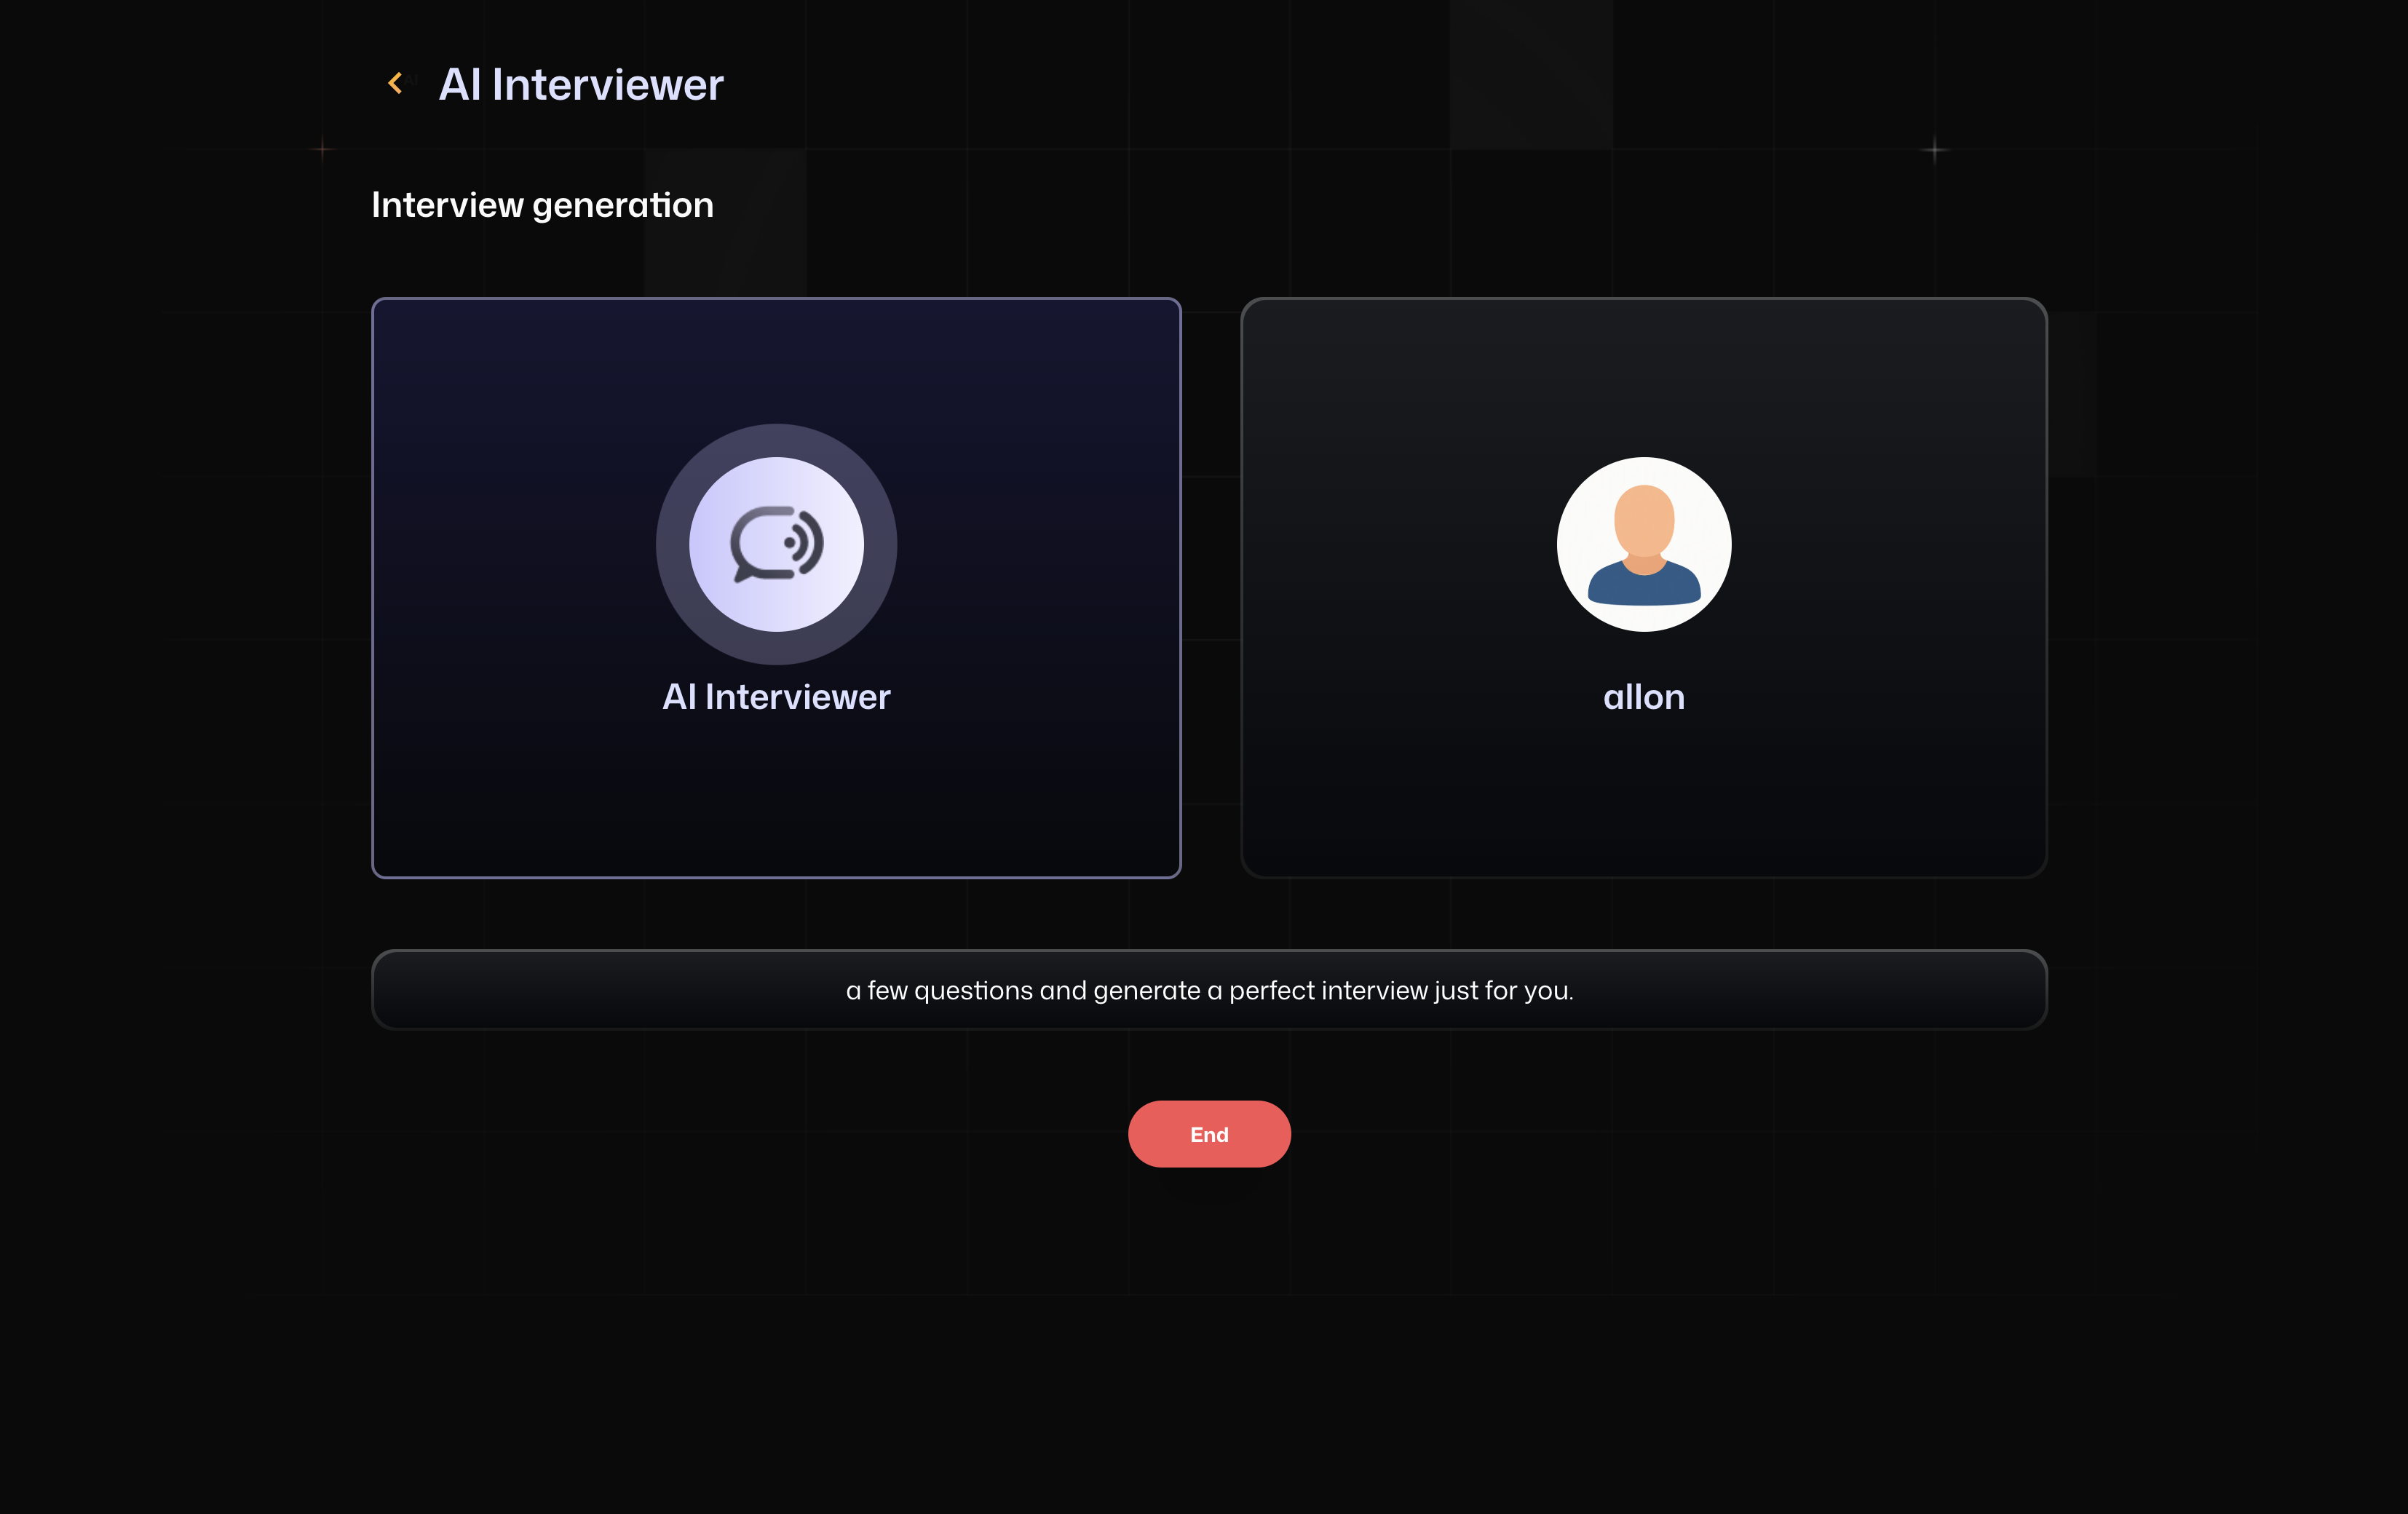 AI Interviewer
Interview generation
AI Interviewer
allon
a few questions and generate a perfect interview just for you.
End